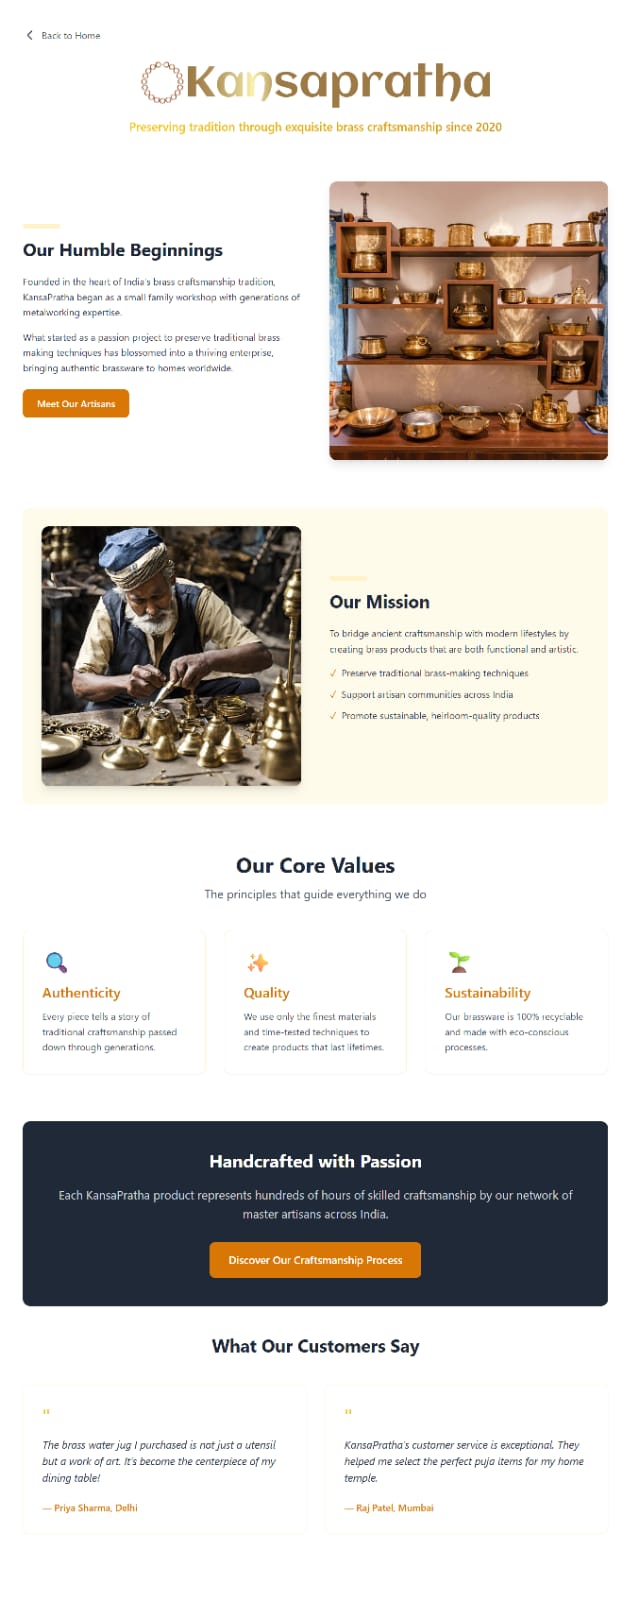 Back to Home
Kansapratha
Preserving tradition through exquisite brass craftsmanship since 2020
Our Humble Beginnings
Founded in the heart of India's brass craftsmanship tradition,
KansaPratha began as a small family workshop with generations of
metalworking expertise.
What started as a passion project to preserve traditional brass-
making techniques has blossomed into a thriving enterprise,
bringing authentic brassware to homes worldwide.
Meet Our Artisans
Our Mission
To bridge ancient craftsmanship with modern lifestyles by
creating brass products that are both functional and artistic.
✓ Preserve traditional brass-making techniques
✓ Support artisan communities across India
✓ Promote sustainable, heirloom-quality products
Our Core Values
The principles that guide everything we do
Authenticity
Every piece tells a story of
traditional craftsmanship passed
down through generations.
Quality
We use only the finest materials
and time-tested techniques to
create products that last lifetimes.
Sustainability
Our brassware is 100% recyclable
and made with eco-conscious
processes.
Handcrafted with Passion
Each KansaPratha product represents hundreds of hours of skilled craftsmanship by our network of
master artisans across India.
Discover Our Craftsmanship Process
What Our Customers Say
"
The brass water jug I purchased is not just a utensil
but a work of art. It's become the centerpiece of my
dining table!
— Priya Sharma, Delhi
"
KansaPratha's customer service is exceptional. They
helped me select the perfect puja items for my home
temple.
— Raj Patel, Mumbai